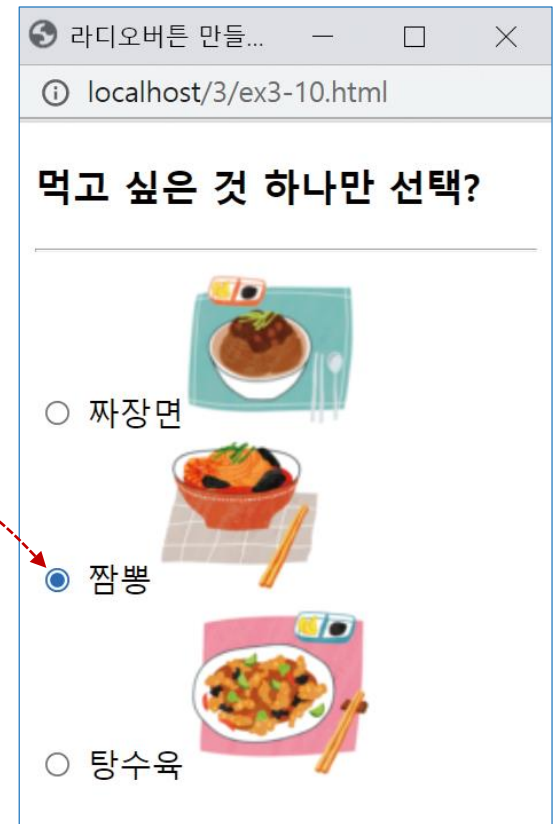 라디오버튼 만들...
localhost/3/ex3-10.html
먹고 싶은 것 하나만 선택?
짜장면
짬뽕
탕수육